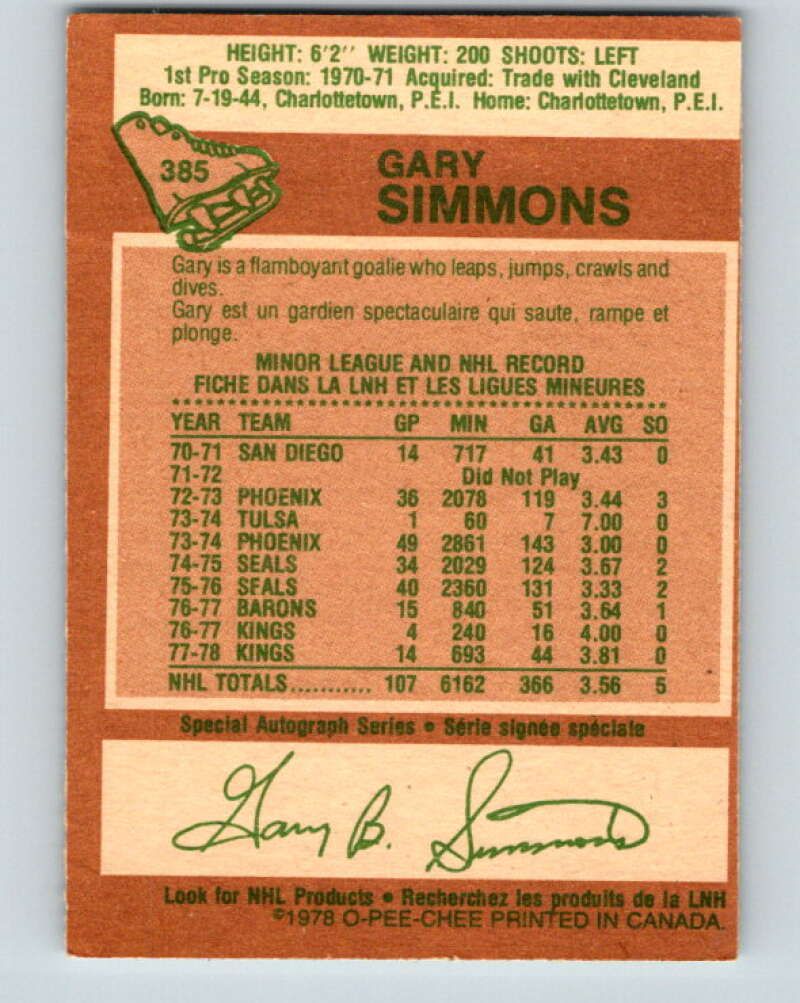 HEIGHT: 6'2'' WEIGHT: 200 SHOOTS: LEFT
1st Pro Season: 1970-71 Acquired: Trade with Cleveland
Born: 7-19-44, Charlottetown, P.E.I. Home: Charlottetown, P.E.I.
385
GARY
SIMMONS
Gary is a flamboyant goalie who leaps, jumps, crawls and
dives.
Gary est un gardien spectaculaire qui saute, rampe et
plonge.
MINOR LEAGUE AND NHL RECORD
FICHE DANS LA LNH ET LES LIGUES MINEURES
YEAR TEAM GP MIN GA AVG SO
70-71 SAN DIEGO 14 717 41 3.43 0
71-72 Did Not Play
72-73 PHOENIX 36 2078 119 3.44 3
73-74 TULSA 1 60 7 7.00 0
73-74 PHOENIX 49 2861 143 3.00 0
74-75 SEALS 34 2029 124 3.67 2
75-76 SEALS 40 2360 131 3.33 2
76-77 BARONS 15 840 51 3.64 1
76-77 KINGS 4 240 16 4.00 0
77-78 KINGS 14 693 44 3.81 0
NHL TOTALS........... 107 6162 366 3.56 5
Special Autograph Series • Série signée spéciale
Gary B. Simmons
Look for NHL Products • Recherchez les produits de la LNH
©1978 O-PEE-CHEE PRINTED IN CANADA.